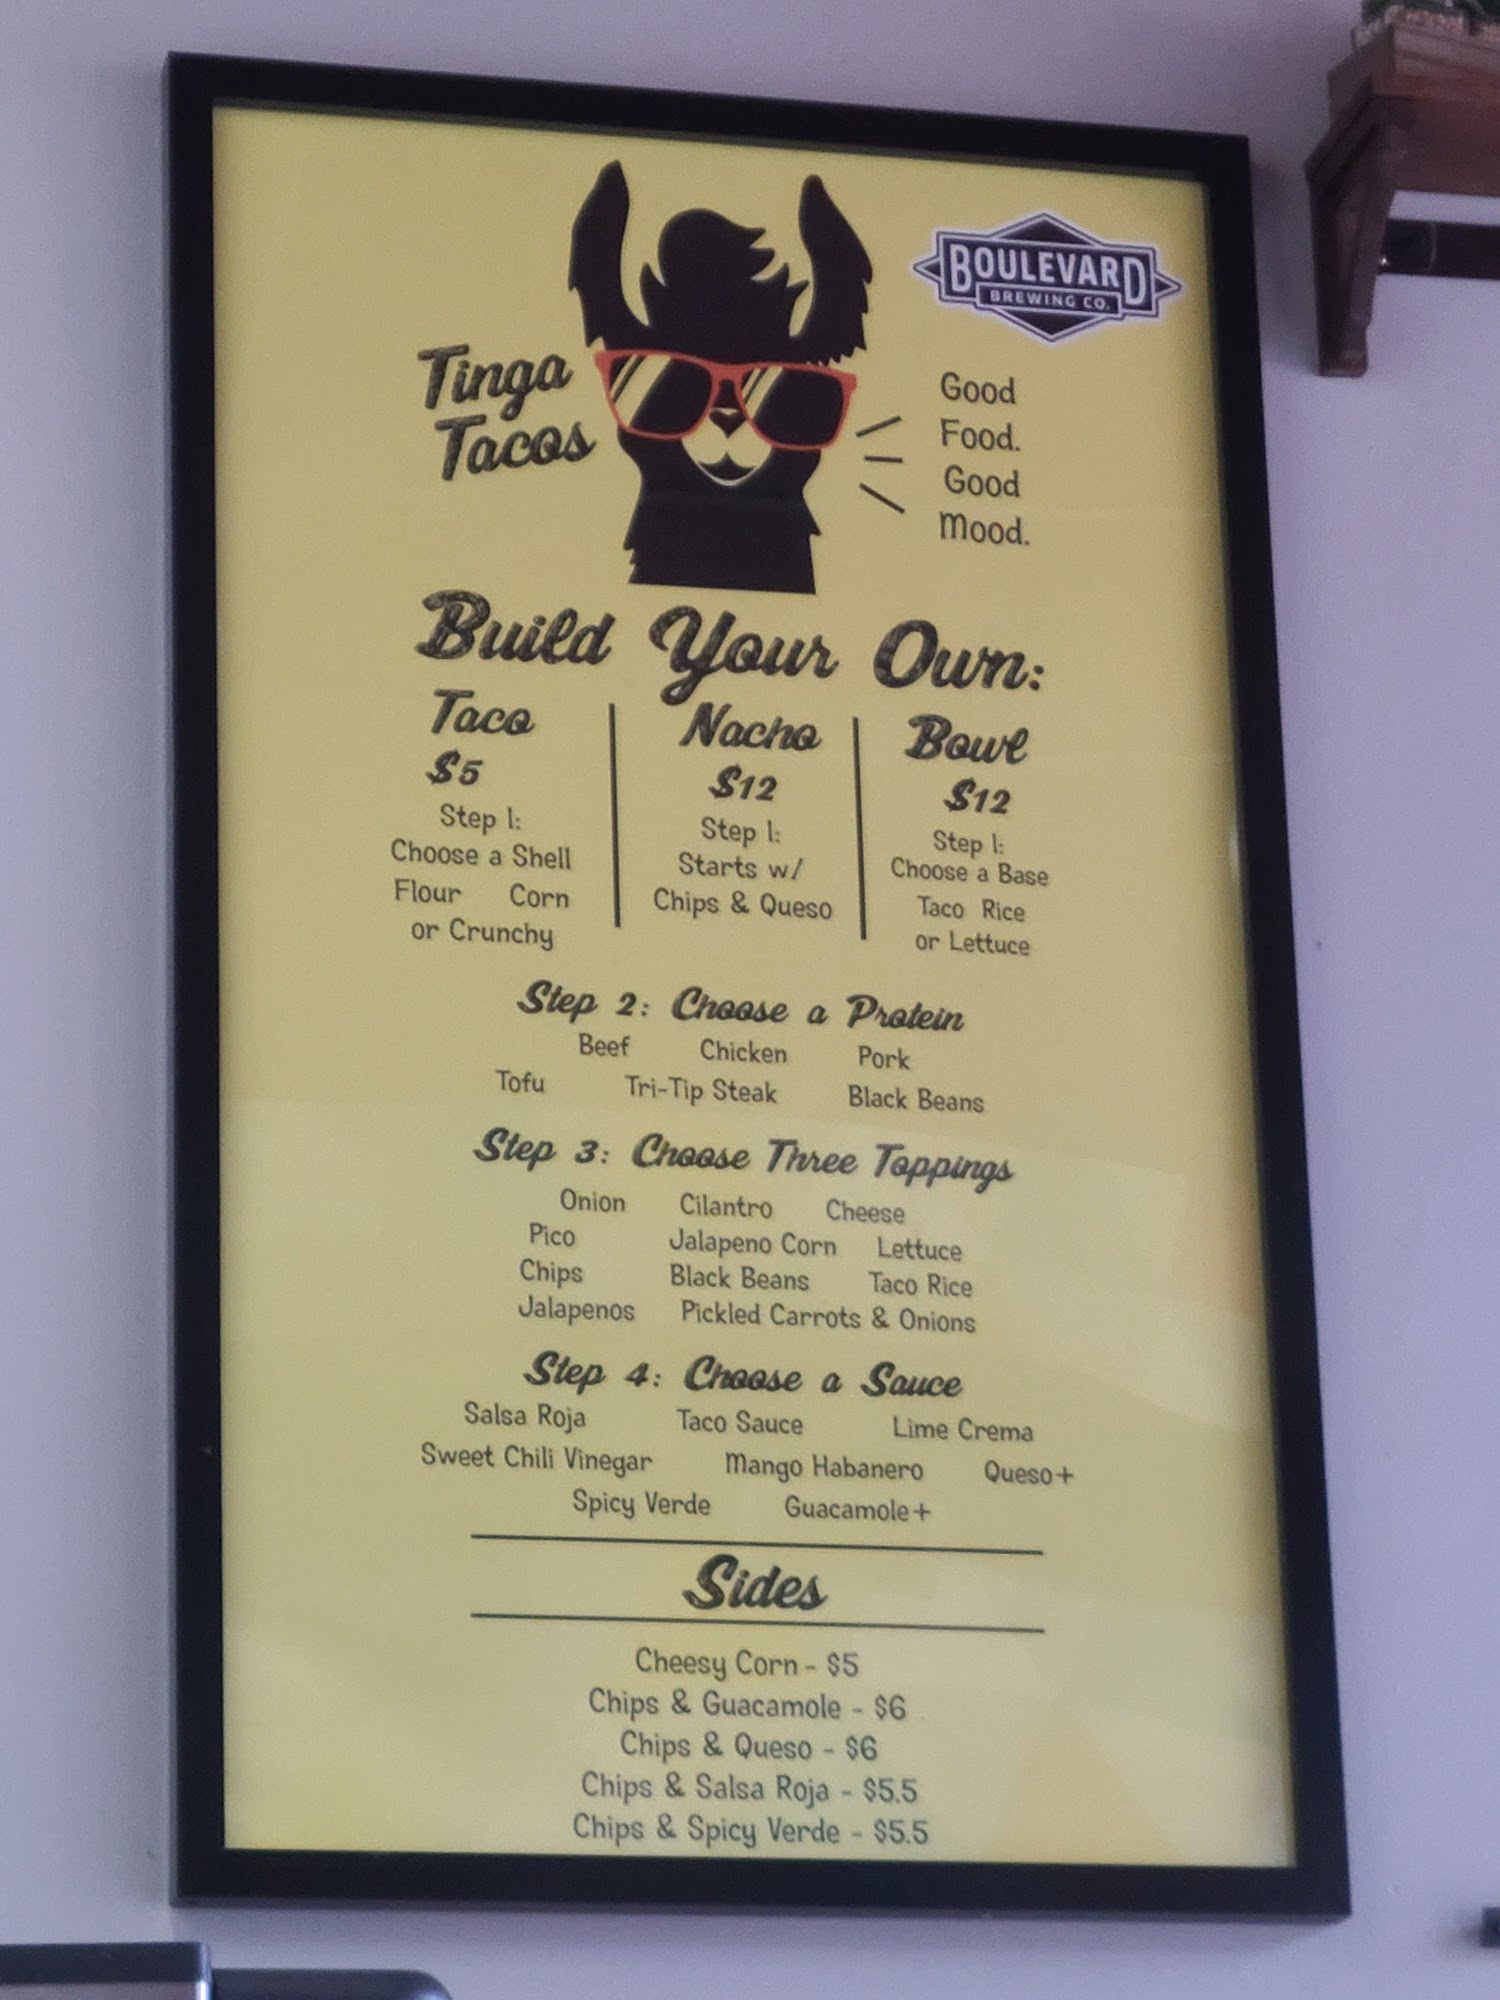 BOULEVARD
BREWING CO.
Tinga
Tacos
Good
Food.
Good
Mood.
Build Your Own:
Taco
$5
Step 1:
Choose a Shell
Flour Corn
or Crunchy
Nacho
$12
Step 1:
Starts w/
Chips & Queso
Bowl
$12
Step 1:
Choose a Base
Taco Rice
or Lettuce
Step 2: Choose a Protein
Beef Chicken Pork
Tofu Tri-Tip Steak Black Beans
Step 3: Choose Three Toppings
Onion Cilantro Cheese
Pico Jalapeno Corn Lettuce
Chips Black Beans Taco Rice
Jalapenos Pickled Carrots & Onions
Step 4: Choose a Sauce
Salsa Roja Taco Sauce Lime Crema
Sweet Chili Vinegar Mango Habanero Queso+
Spicy Verde Guacamole+
Sides
Cheesy Corn - $5
Chips & Guacamole - $6
Chips & Queso - $6
Chips & Salsa Roja - $5.5
Chips & Spicy Verde - $5.5